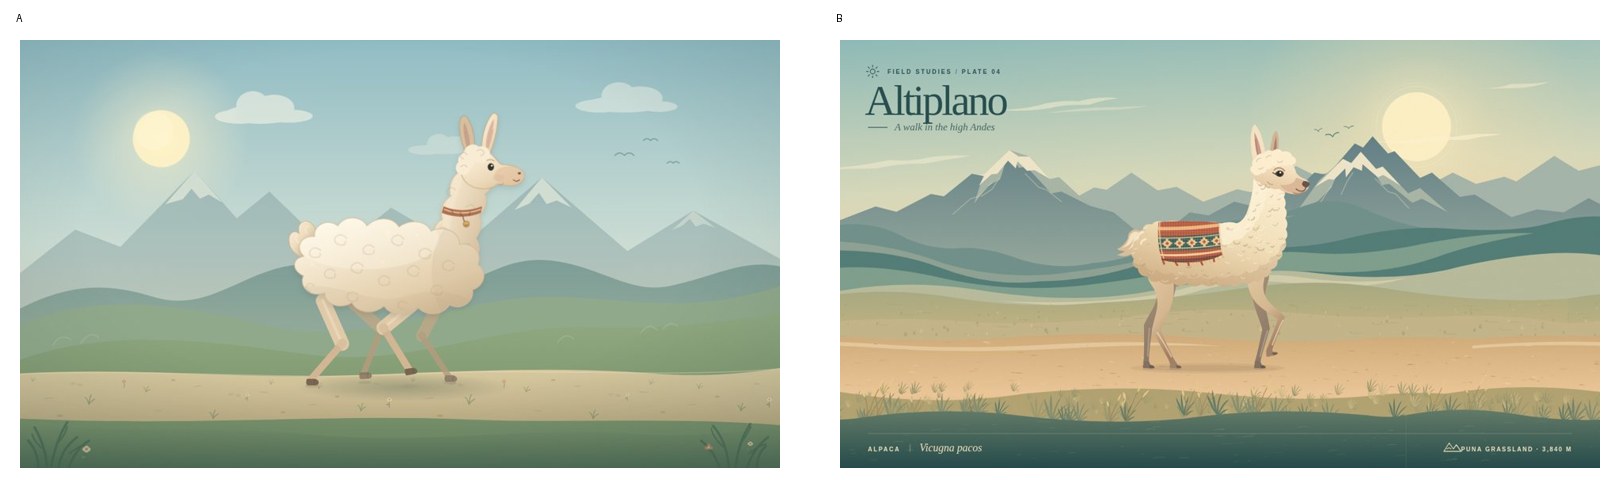 A
B
FIELD STUDIES / PLATE 04
Altiplano
A walk in the high Andes
ALPACA | Vicugna pacos
PUNA GRASSLAND · 3,840 M